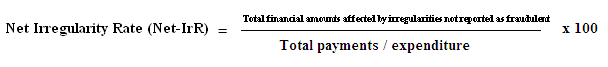 Total financial amounts affected by irregularities not reported as fraudulent
Net Irregularity Rate (Net-IrR) = x 100
Total payments / expenditure